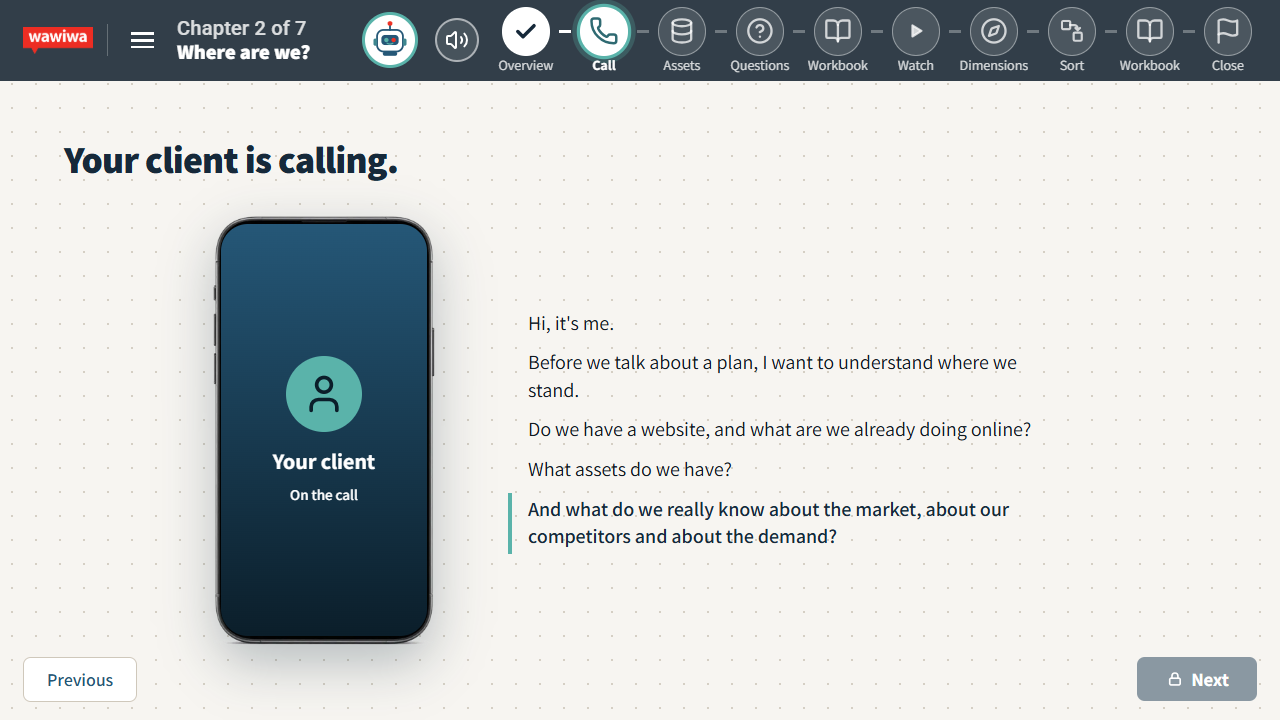 wawiwa
Chapter 2 of 7
Where are we?
Overview
Call
Assets
Questions
Workbook
Watch
Dimensions
Sort
Workbook
Close
Your client is calling.
Your client
On the call
Hi, it's me.
Before we talk about a plan, I want to understand where we
stand.
Do we have a website, and what are we already doing online?
What assets do we have?
And what do we really know about the market, about our
competitors and about the demand?
Previous
Next